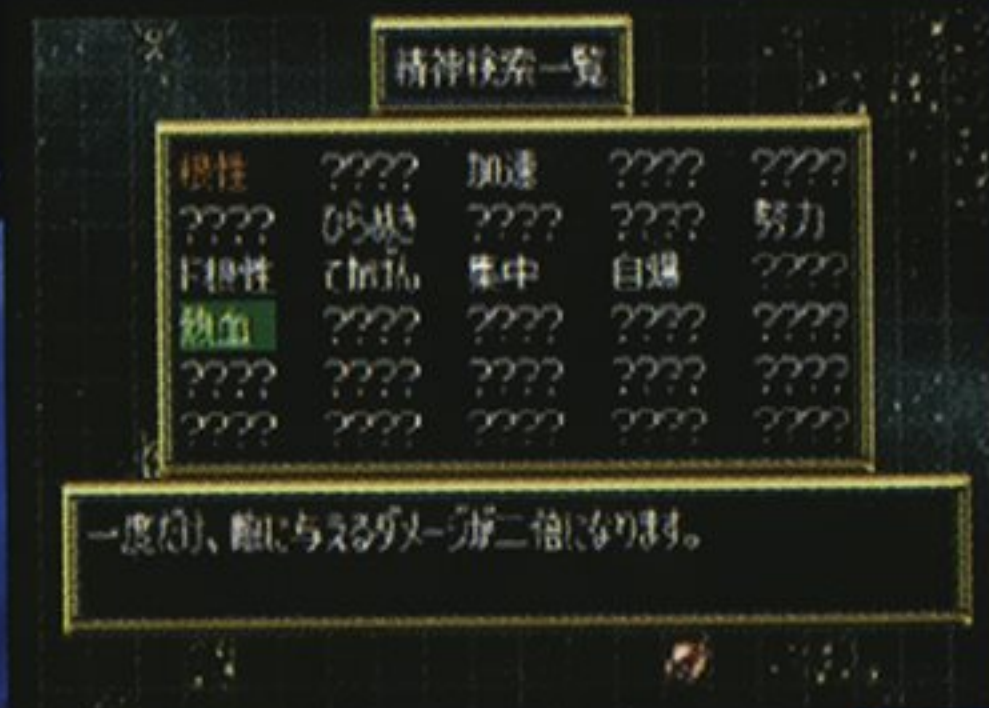 精神検索一覧
根性 ???? 加速 ???? ????
???? ひらめき ???? ???? 努力
ド根性 てかげん 集中 自爆 ????
熱血 ???? ???? ???? ????
???? ???? ???? ???? ????
???? ???? ???? ???? ????
一度だけ、敵に与えるダメージが二倍になります。